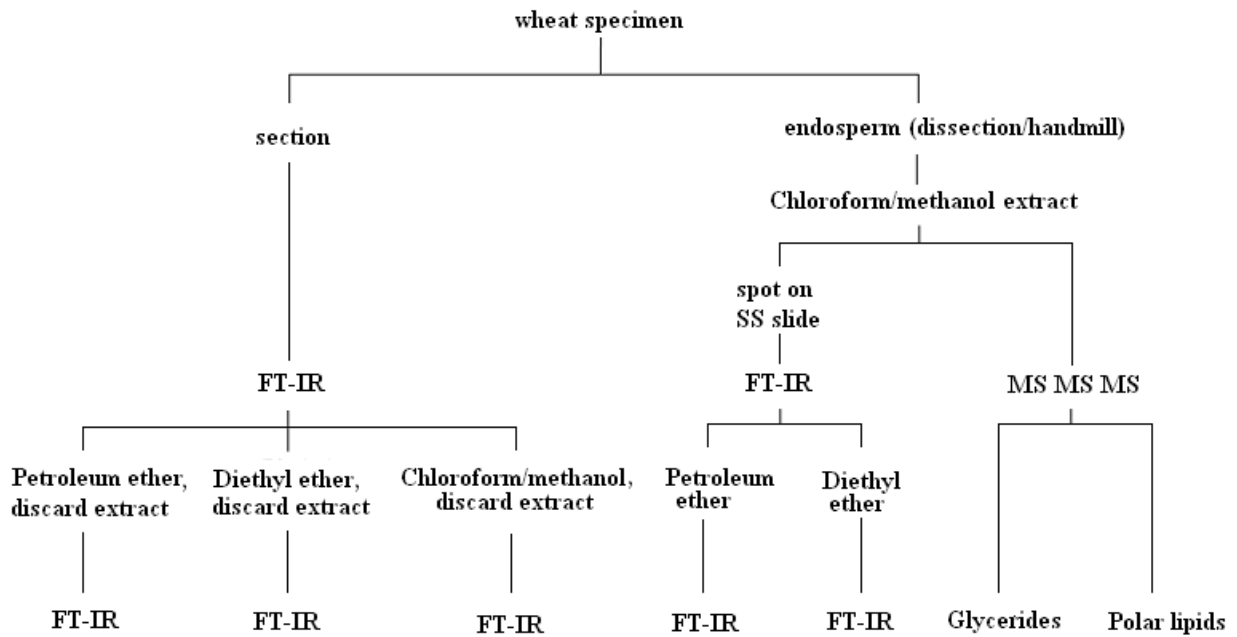 wheat specimen
section
endosperm (dissection/handmill)
Chloroform/methanol extract
spot on
SS slide
FT-IR
FT-IR
MS MS MS
Petroleum ether,
discard extract
Diethyl ether,
discard extract
Chloroform/methanol,
discard extract
Petroleum
ether
Diethyl
ether
FT-IR
FT-IR
FT-IR
FT-IR
FT-IR
Glycerides
Polar lipids